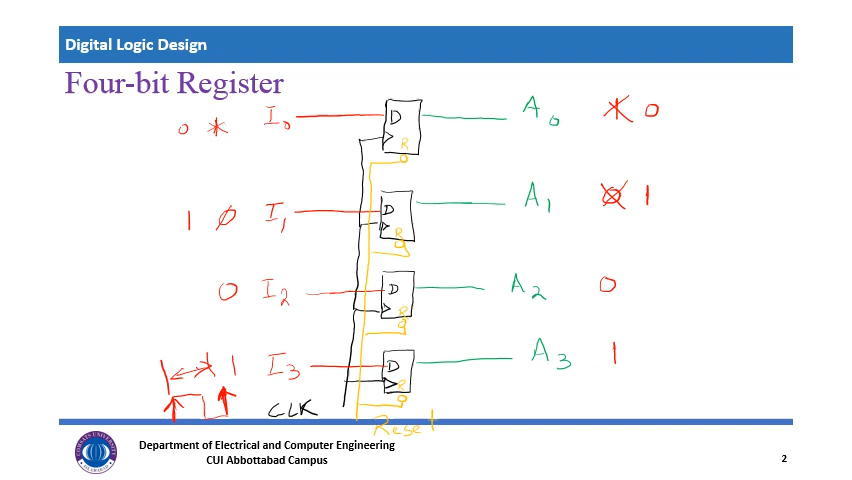 Digital Logic Design
Four-bit Register
0 I0 D R A0 0
1 0 I1 D R A1 1
0 I2 D R A2 0
1 I3 D R A3 1
CLK
Reset
Department of Electrical and Computer Engineering
CUI Abbottabad Campus
2